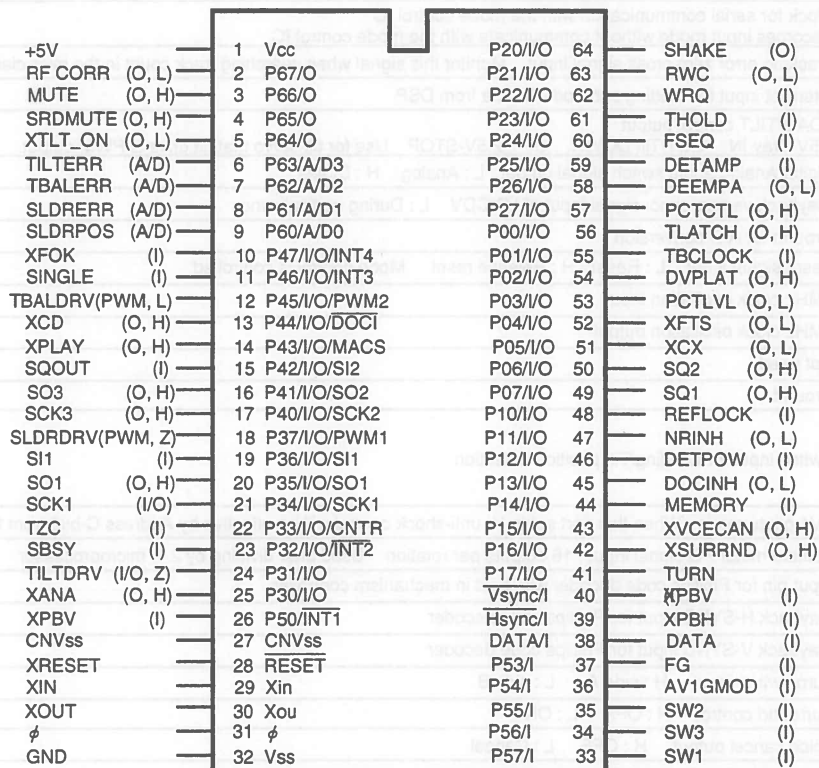 +5V 1 Vcc P20/I/O 64 SHAKE (O)
RF CORR (O, L) 2 P67/O P21/I/O 63 RWC (O, L)
MUTE (O, H) 3 P66/O P22/I/O 62 WRQ (I)
SRDMUTE (O, H) 4 P65/O P23/I/O 61 THOLD (I)
XTLT_ON (O, L) 5 P64/O P24/I/O 60 SPEQ (I)
TILTERR (A/D) 6 P63/A/D3 P25/I/O 59 SETAMP (I)
TBALERR (A/D) 7 P62/A/D2 P26/I/O 58 DEEMPA (O, L)
SLDRERR (A/D) 8 P61/A/D1 P27/I/O 57 PCTCTL (O, H)
SLDRPOS (A/D) 9 P60/A/D0 P00/I/O 56 TLATCH (O, H)
XFOK (I) 10 P47/I/O/INT4 P01/I/O 55 TBCLOCK (I)
SINGLE (I) 11 P46/I/O/INT3 P02/I/O 54 DVPLAT (O, H)
TBALDRV(PWM, L) 12 P45/I/O/PWM2 P03/I/O 53 PCTLVL (O, L)
XCD (O, H) 13 P44/I/O/DOCI P04/I/O 52 XFTS (O, L)
XPLAY (O, H) 14 P43/I/O/MACS P05/I/O 51 XCX (O, L)
SQOUT (I) 15 P42/I/O/SI2 P06/I/O 50 SQ2 (O, H)
SO3 (O, H) 16 P41/I/O/SO2 P07/I/O 49 SQ1 (O, H)
SCK3 (O, H) 17 P40/I/O/SCK2 P10/I/O 48 REFLOCK (I)
SLDRDRV(PWM, Z) 18 P37/I/O/PWM1 P11/I/O 47 NRINH (O, L)
SI1 (I) 19 P36/I/O/SI1 P12/I/O 46 DETPOW (I)
SO1 (O, H) 20 P35/I/O/SO1 P13/I/O 45 DOCINH (O, L)
SCK1 (I/O) 21 P34/I/O/SCK1 P14/I/O 44 MEMORY (I)
22 P33/I/O/CNTR P15/I/O 43 XVCECAN (O, H)
SBSY (I) 23 P32/I/O/INT2 P16/I/O 42 XSURRND (O, H)
TILTDRV (I/O, Z) 24 P31/I/O P17/I/O 41 TURN (I)
XANA (O, H) 25 P30/I/O Vsync/I 40 XPBV (I)
XPBV (I) 26 P50/INT1 Hsync/I 39 XPBH (I)
CNVss 27 CNVss DATA/I 38 DATA (I)
XRESET 28 RESET P53/I 37 FG (I)
XIN 29 Xin P54/I 36 AV1GMOD (I)
XOUT 30 Xou P55/I 35 SW2 (I)
ϕ 31 ϕ P56/I 34 SW3 (I)
GND 32 Vss P57/I 33 SW1 (I)